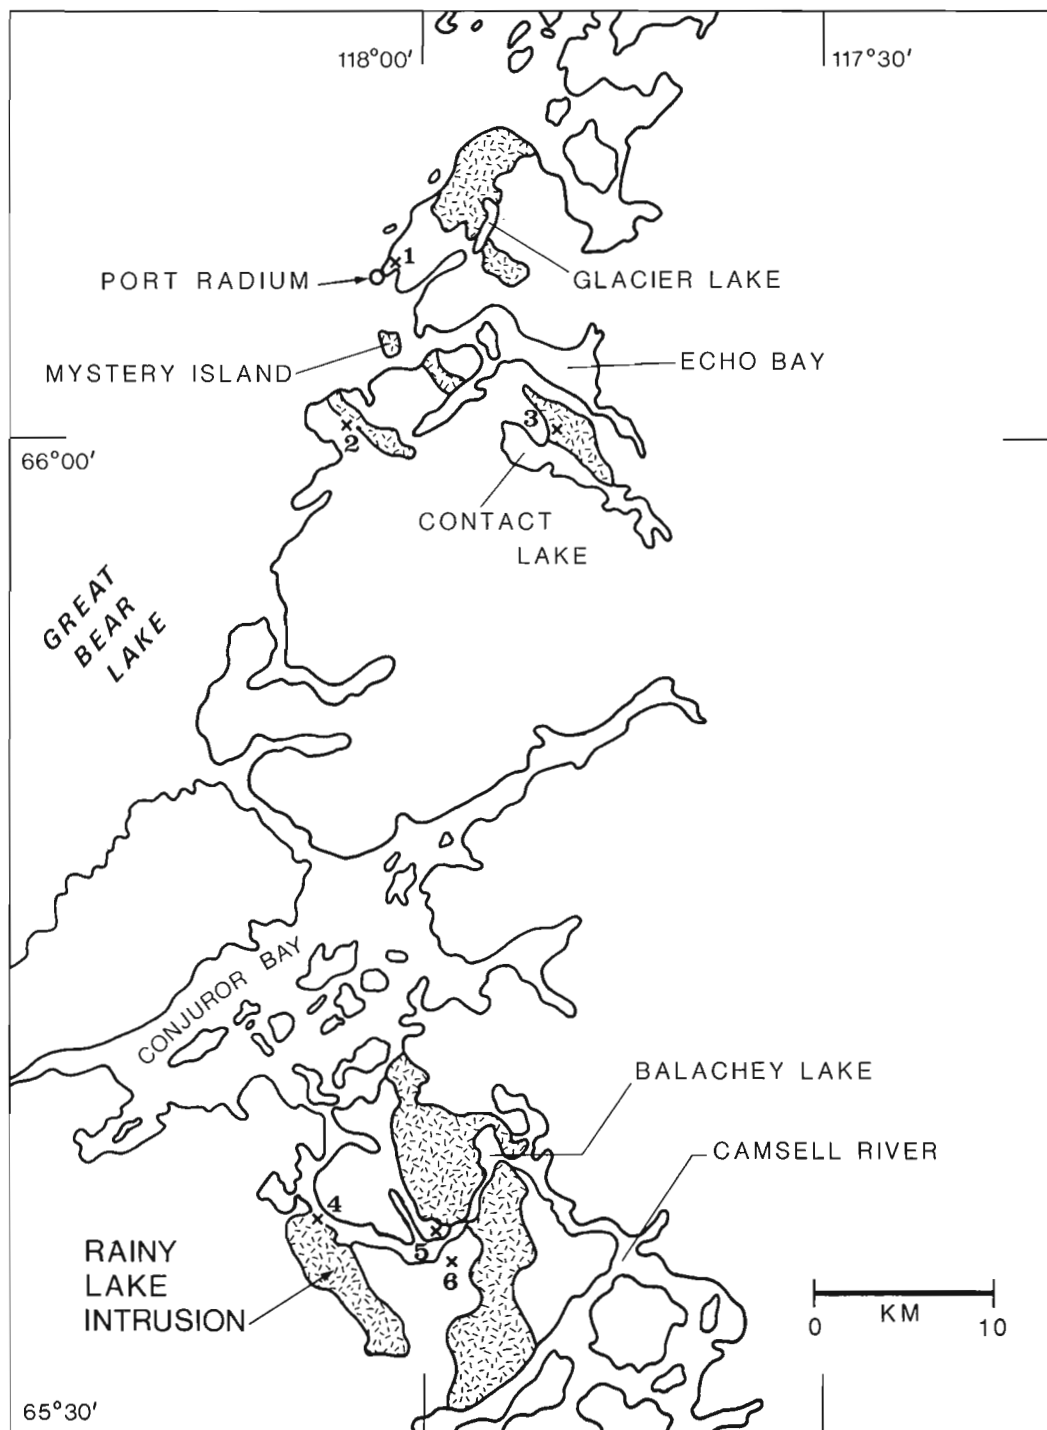 118°00'
117°30'
1
PORT RADIUM
GLACIER LAKE
MYSTERY ISLAND
ECHO BAY
3
2
66°00'
CONTACT
LAKE
GREAT
BEAR
LAKE
CONJUROR BAY
BALACHEY LAKE
CAMSELL RIVER
4
5
6
RAINY
LAKE
INTRUSION
KM
0 10
65°30'